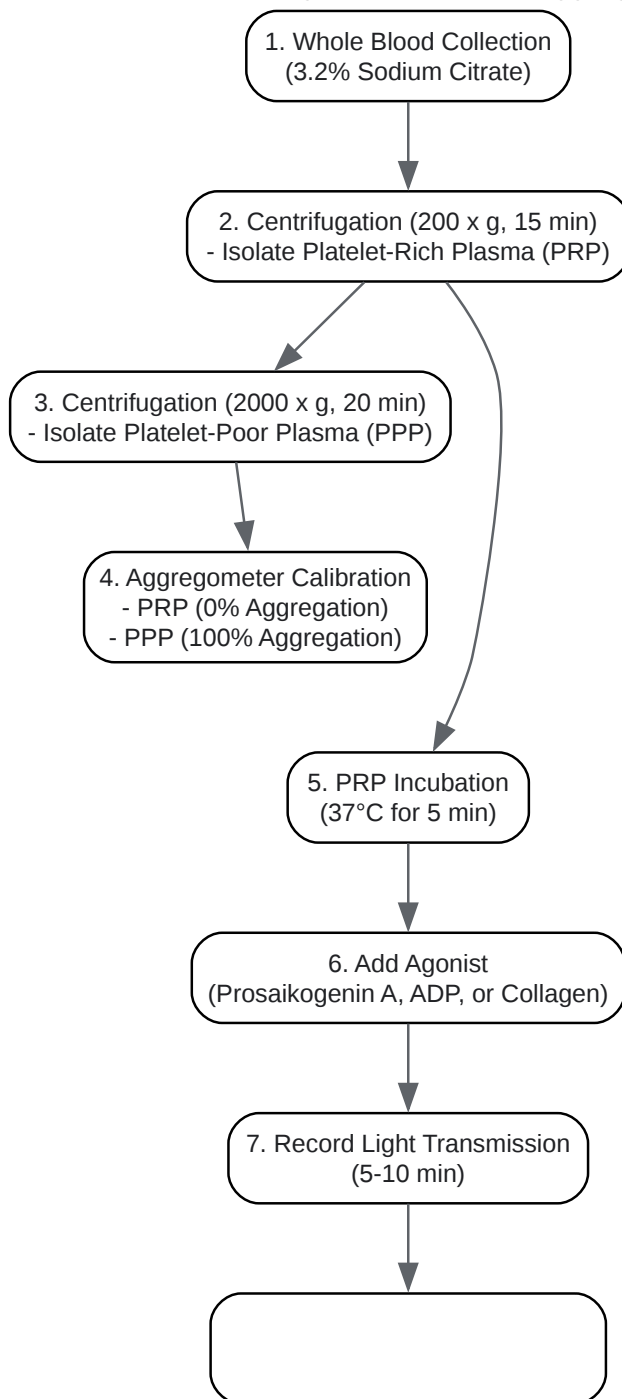 1. Whole Blood Collection
(3.2% Sodium Citrate)
2. Centrifugation (200 x g, 15 min)
- Isolate Platelet-Rich Plasma (PRP)
3. Centrifugation (2000 x g, 20 min)
- Isolate Platelet-Poor Plasma (PPP)
4. Aggregometer Calibration
- PRP (0% Aggregation)
- PPP (100% Aggregation)
5. PRP Incubation
(37°C for 5 min)
6. Add Agonist
(Prosaikogenin A, ADP, or Collagen)
7. Record Light Transmission
(5-10 min)